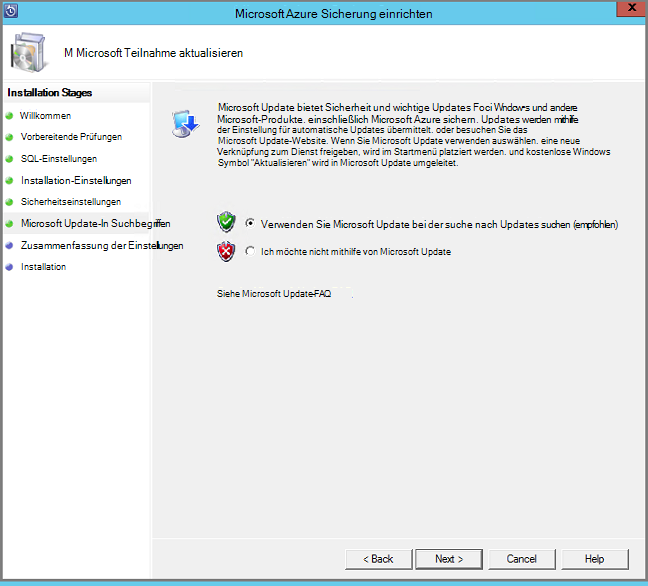 Microsoft Azure Sicherung einrichten
X
M Microsoft Teilnahme aktualisieren
Installation Stages
Willkommen
Vorbereitende Prüfungen
SQL-Einstellungen
Installation-Einstellungen
Sicherheitseinstellungen
Microsoft Update-In Suchbegriffen
Zusammenfassung der Einstellungen
Installation
Microsoft Update bietet Sicherheit und wichtige Updates Foci Windows und andere
Microsoft-Produkte. einschließlich Microsoft Azure sichern. Updates werden mithilfe
der Einstellung für automatische Updates übermittelt. oder besuchen Sie das
Microsoft Update-Website. Wenn Sie Microsoft Update verwenden auswählen. eine neue
Verknüpfung zum Dienst freigeben, wird im Startmenü platziert werden. und kostenlose Windows
Symbol "Aktualisieren" wird in Microsoft Update umgeleitet.
Verwenden Sie Microsoft Update bei der suche nach Updates suchen (empfohlen)
Ich möchte nicht mithilfe von Microsoft Update
Siehe Microsoft Update-FAQ .
< Back
Next >
Cancel
Help